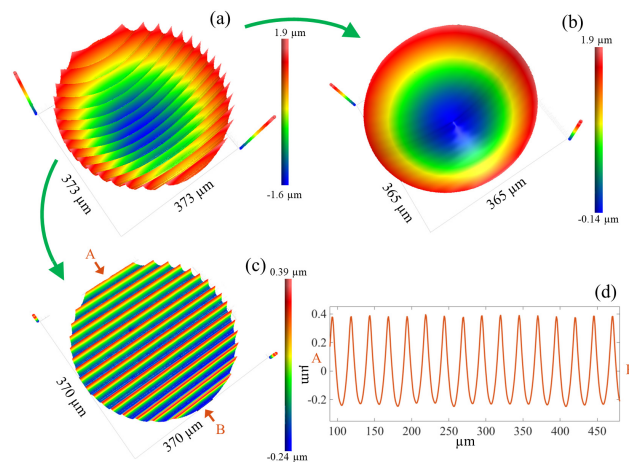 (a)
1.9 µm
-1.6 µm
373 µm
373 µm
(b)
1.9 µm
-0.14 µm
365 µm
365 µm
(c)
A
B
0.39 µm
-0.24 µm
370 µm
370 µm
(d)
0.4
0.2
0
-0.2
A
µm
100 150 200 250 300 350 400 450
µm